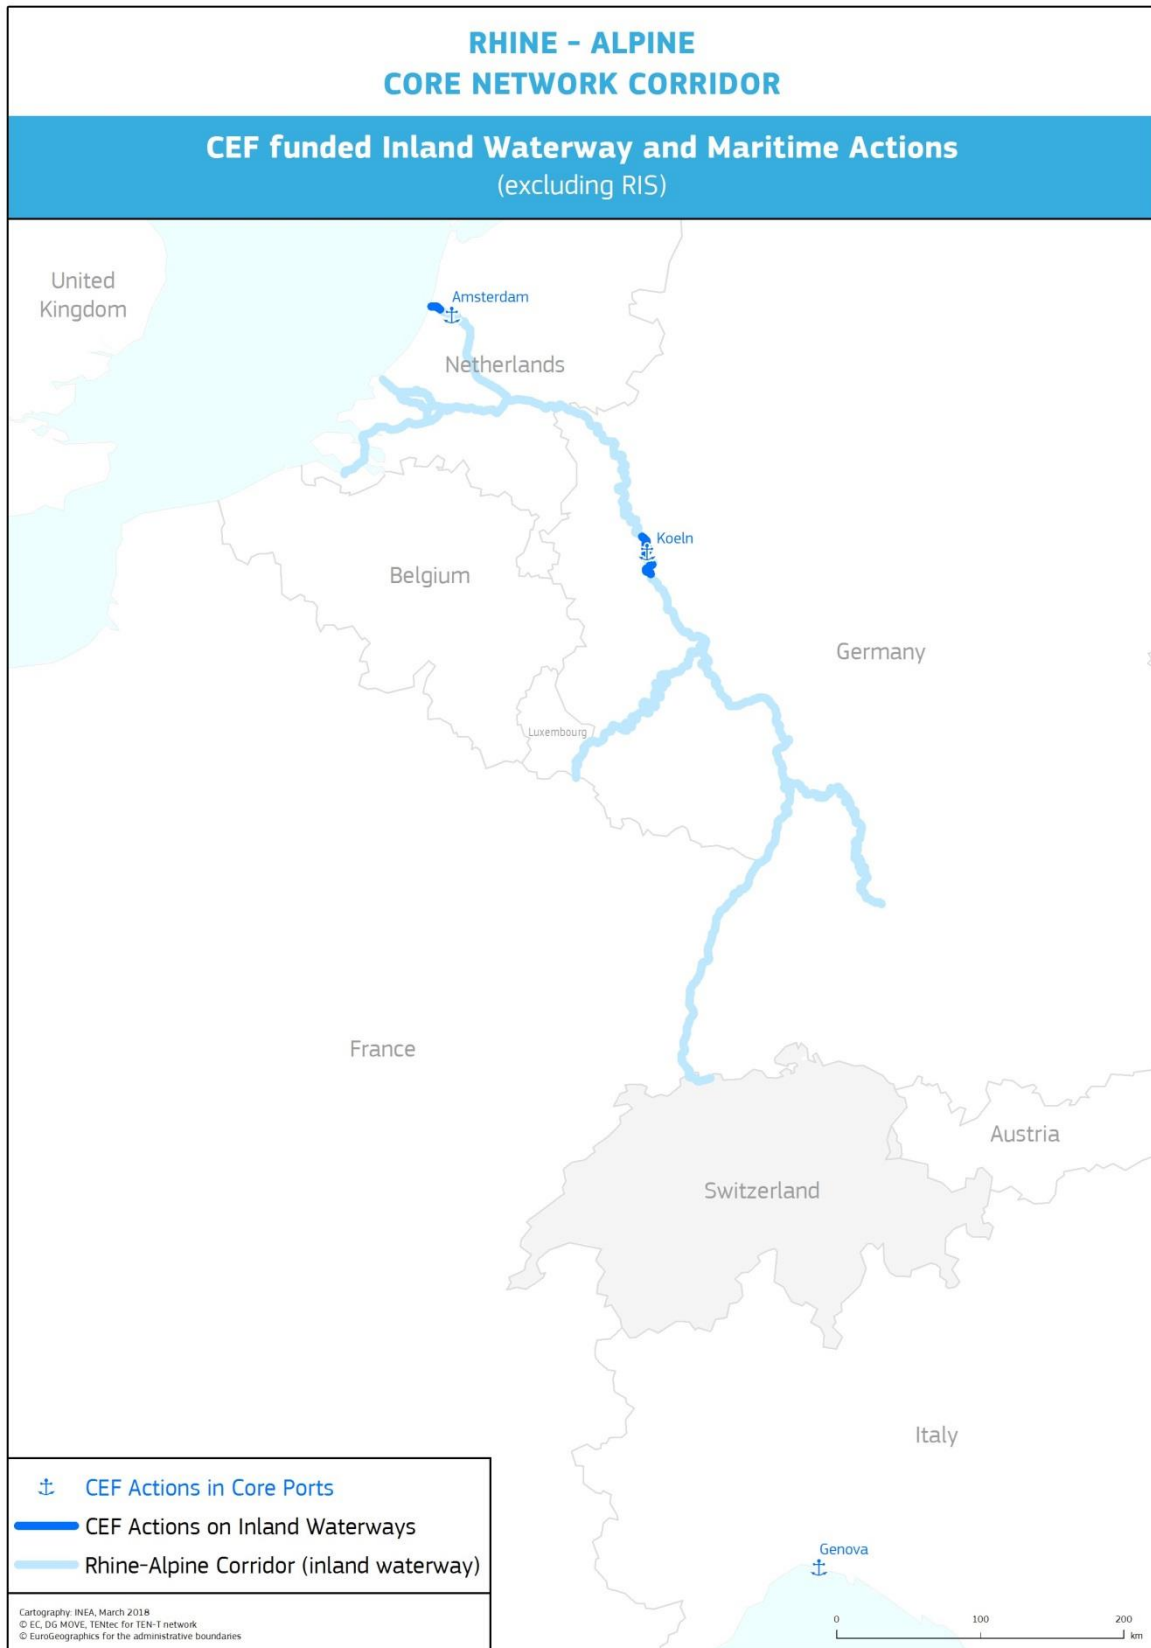 RHINE - ALPINE
CORE NETWORK CORRIDOR
CEF funded Inland Waterway and Maritime Actions
(excluding RIS)
United
Kingdom
Amsterdam
Netherlands
Koeln
Belgium
Germany
Luxembourg
France
Austria
Switzerland
Italy
Genova
CEF Actions in Core Ports
CEF Actions on Inland Waterways
Rhine-Alpine Corridor (inland waterway)
Cartography: INEA, March 2018
© EC, DG MOVE, TENtec for TEN-T network
© EuroGeographics for the administrative boundaries
0 100 200
km